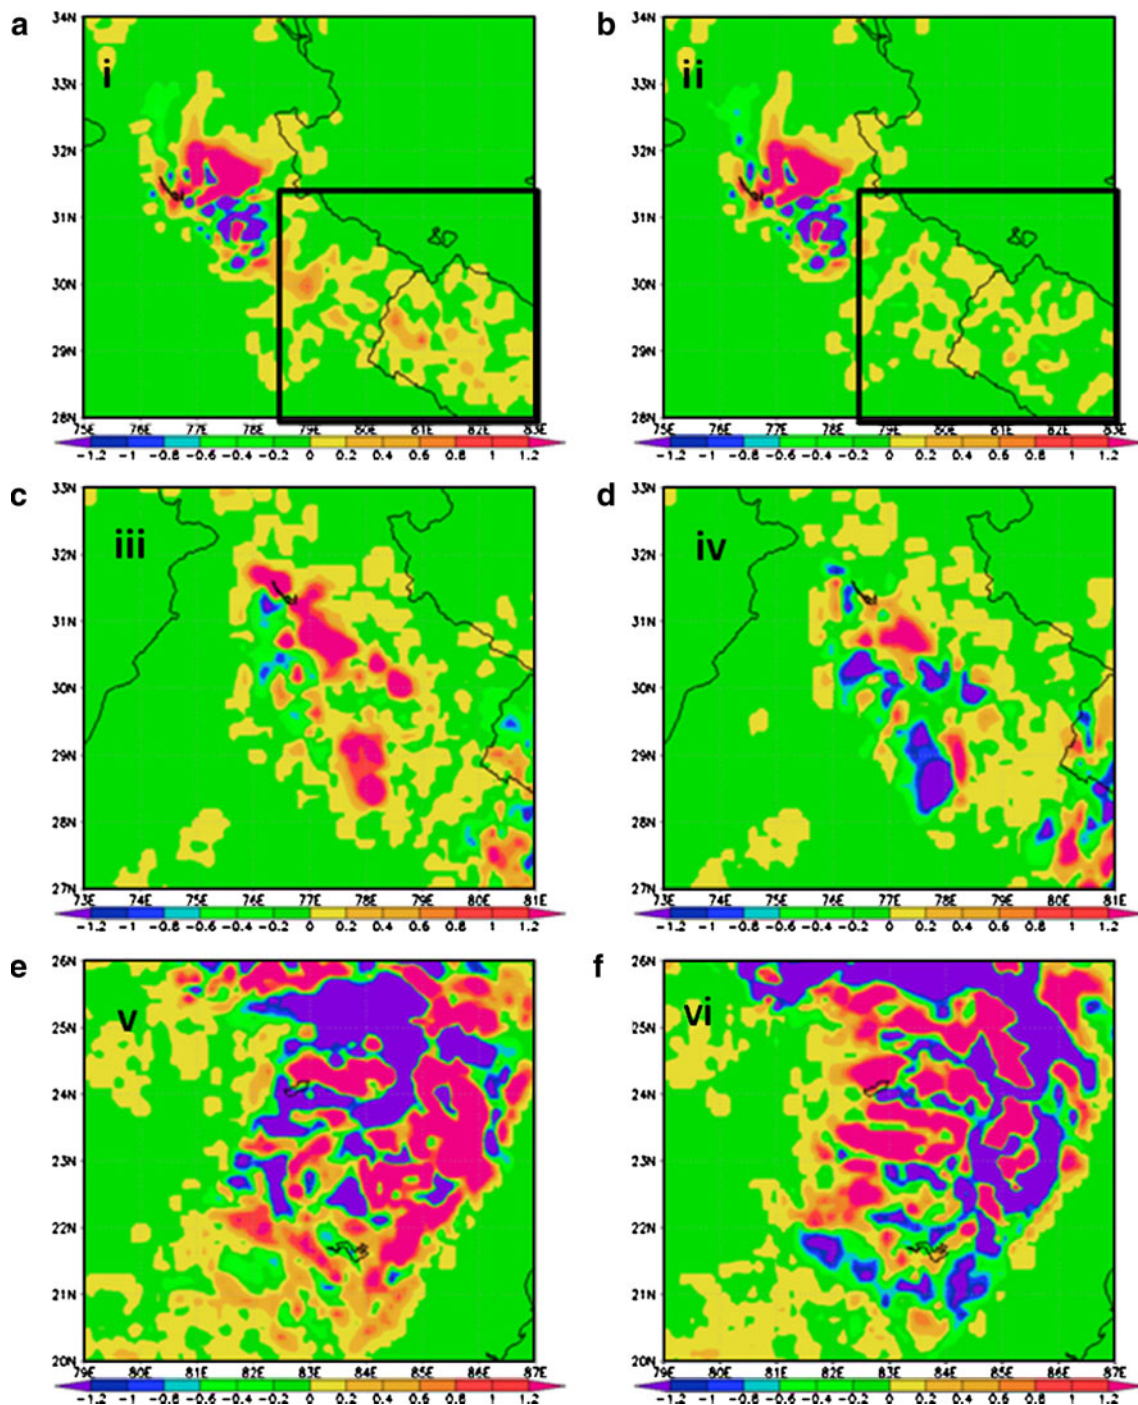 a b
34N 34N
i ii
33N 33N
32N 32N
31N 31N
30N 30N
29N 29N
28N 28N
75E 76E 77E 78E 79E 80E 81E 82E 83E 75E 76E 77E 78E 79E 80E 81E 82E 83E
-1.2 -1 -0.8 -0.6 -0.4 -0.2 0 0.2 0.4 0.6 0.8 1 1.2 -1.2 -1 -0.8 -0.6 -0.4 -0.2 0 0.2 0.4 0.6 0.8 1 1.2
c d
33N 33N
iii iv
32N 32N
31N 31N
30N 30N
29N 29N
28N 28N
27N 27N
73E 74E 75E 76E 77E 78E 79E 80E 81E 73E 74E 75E 76E 77E 78E 79E 80E 81E
-1.2 -1 -0.8 -0.6 -0.4 -0.2 0 0.2 0.4 0.6 0.8 1 1.2 -1.2 -1 -0.8 -0.6 -0.4 -0.2 0 0.2 0.4 0.6 0.8 1 1.2
e f
26N 26N
v vi
25N 25N
24N 24N
23N 23N
22N 22N
21N 21N
20N 20N
79E 80E 81E 82E 83E 84E 85E 86E 87E 79E 80E 81E 82E 83E 84E 85E 86E 87E
-1.2 -1 -0.8 -0.6 -0.4 -0.2 0 0.2 0.4 0.6 0.8 1 1.2 -1.2 -1 -0.8 -0.6 -0.4 -0.2 0 0.2 0.4 0.6 0.8 1 1.2